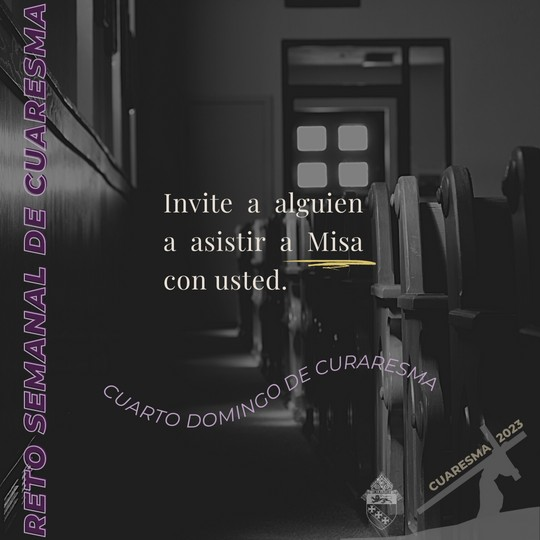 RETO SEMANAL DE CUARESMA
Invite a alguien
a asistir a Misa
con usted.
CUARTO DOMINGO DE CURARESMA
CUARESMA 2023